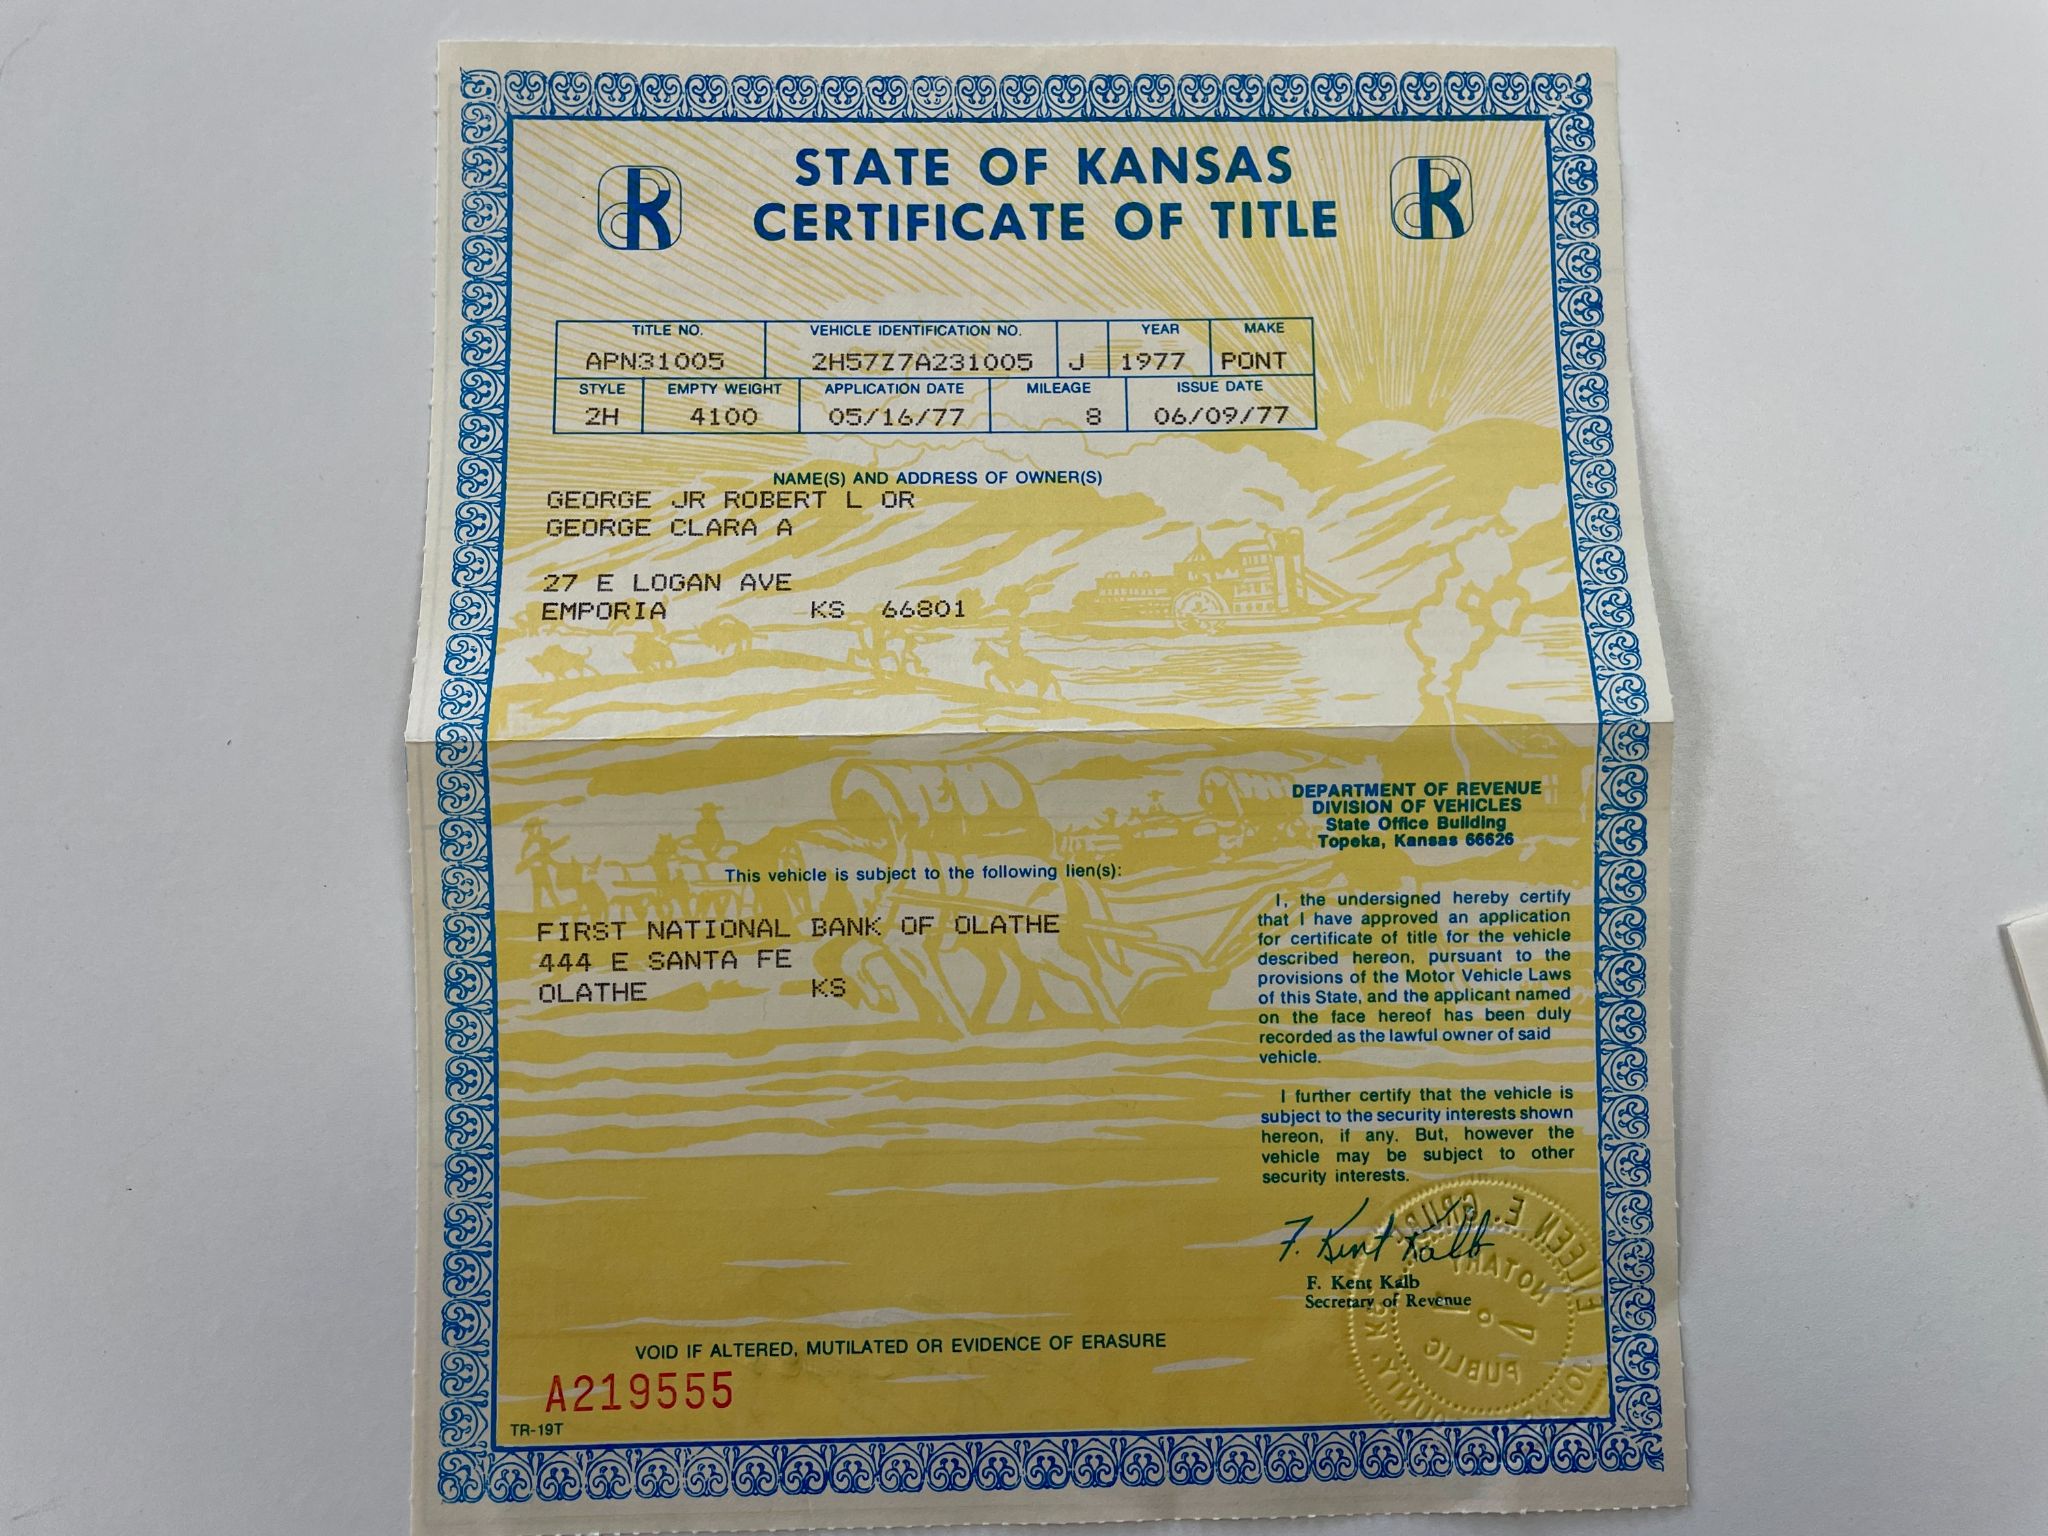 STATE OF KANSAS
CERTIFICATE OF TITLE
K
K
TITLE NO. VEHICLE IDENTIFICATION NO. YEAR MAKE
APN31005 2H57Z7A231005 J 1977 PONT
STYLE EMPTY WEIGHT APPLICATION DATE MILEAGE ISSUE DATE
2H 4100 05/16/77 8 06/09/77
NAME(S) AND ADDRESS OF OWNER(S)
GEORGE JR ROBERT L OR
GEORGE CLARA A
27 E LOGAN AVE
EMPORIA KS 66801
DEPARTMENT OF REVENUE
DIVISION OF VEHICLES
State Office Building
Topeka, Kansas 66626
This vehicle is subject to the following lien(s):
FIRST NATIONAL BANK OF OLATHE
444 E SANTA FE
OLATHE KS
I, the undersigned hereby certify
that I have approved an application
for certificate of title for the vehicle
described hereon, pursuant to the
provisions of the Motor Vehicle Laws
of this State, and the applicant named
on the face hereof has been duly
recorded as the lawful owner of said
vehicle.
I further certify that the vehicle is
subject to the security interests shown
hereon, if any. But, however the
vehicle may be subject to other
security interests.
F. Kent Kalb
F. Kent Kalb
Secretary of Revenue
EILEEN E.
NOTARY
PUBLIC
VOID IF ALTERED, MUTILATED OR EVIDENCE OF ERASURE
A219555
TR-19T